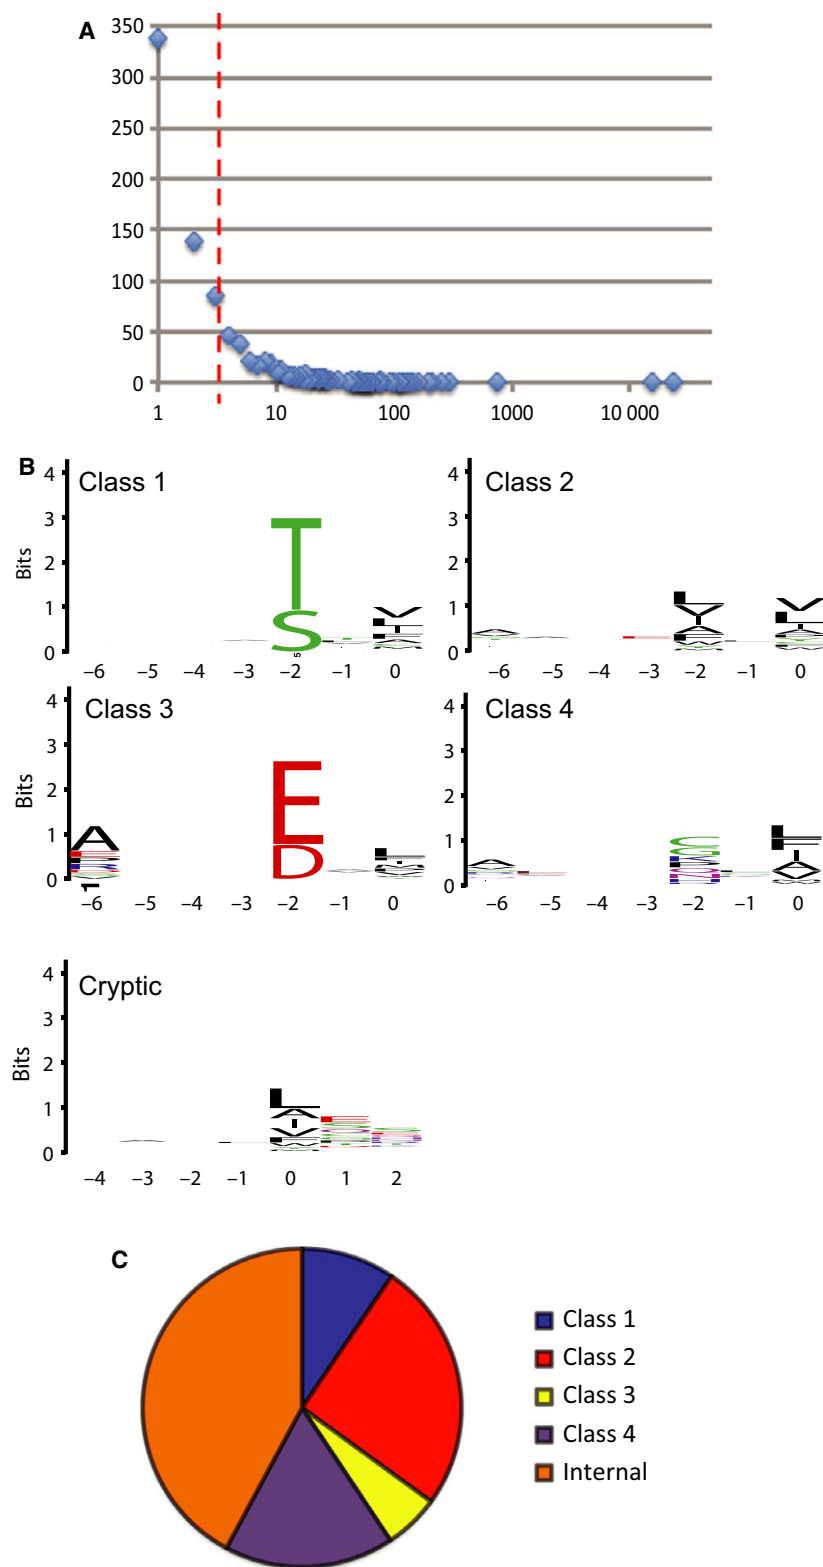 A
350
300
250
200
150
100
50
0
1 10 100 1000 10 000
B
Class 1
Bits
4
3
2
1
0
T
S
V
–6 –5 –4 –3 –2 –1 0
Class 2
4
3
2
1
0
L
V
I
A
V
L
I
A
–6 –5 –4 –3 –2 –1 0
Class 3
Bits
4
3
2
1
0
A
E
D
L
–6 –5 –4 –3 –2 –1 0
Class 4
4
3
2
1
0
A
C
G
L
F
I
V
–6 –5 –4 –3 –2 –1 0
Cryptic
Bits
4
3
2
1
0
L
A
I
V
–4 –3 –2 –1 0 1 2
C
Class 1
Class 2
Class 3
Class 4
Internal